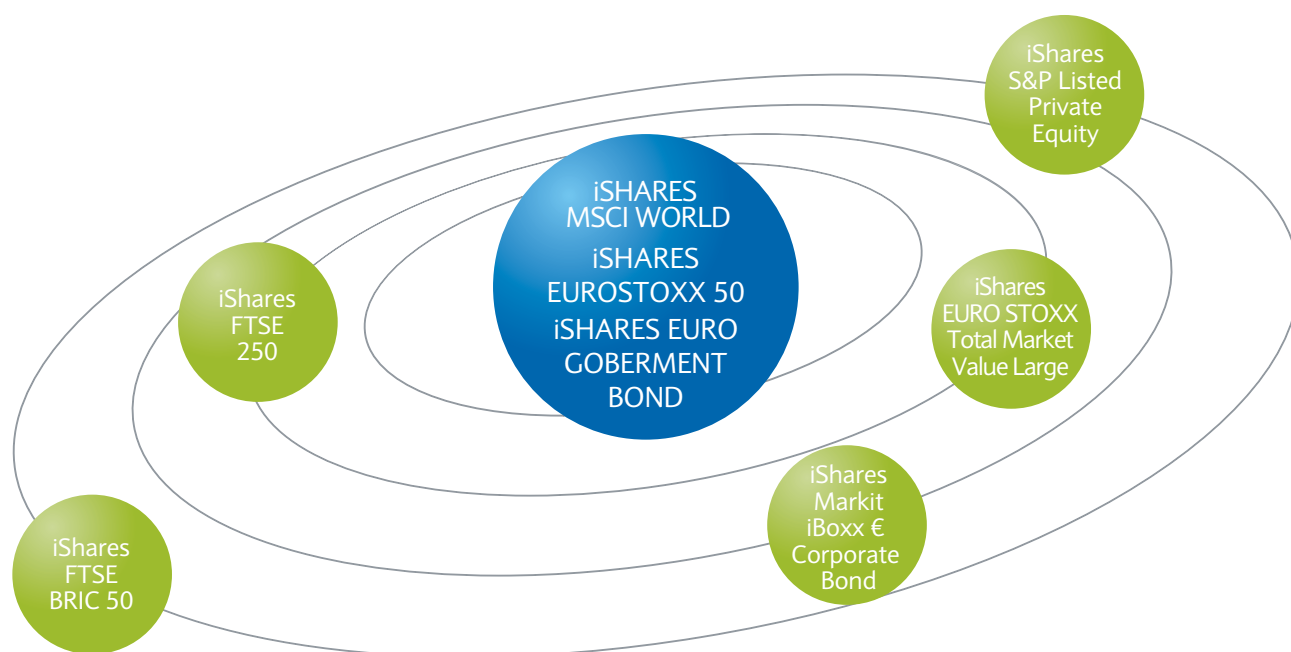 iShares
S&P Listed
Private
Equity
iSHARES
MSCI WORLD
iSHARES
EUROSTOXX 50
iSHARES EURO
GOBERMENT
BOND
iShares
FTSE
250
iShares
EURO STOXX
Total Market
Value Large
iShares
Markit
iBoxx €
Corporate
Bond
iShares
FTSE
BRIC 50